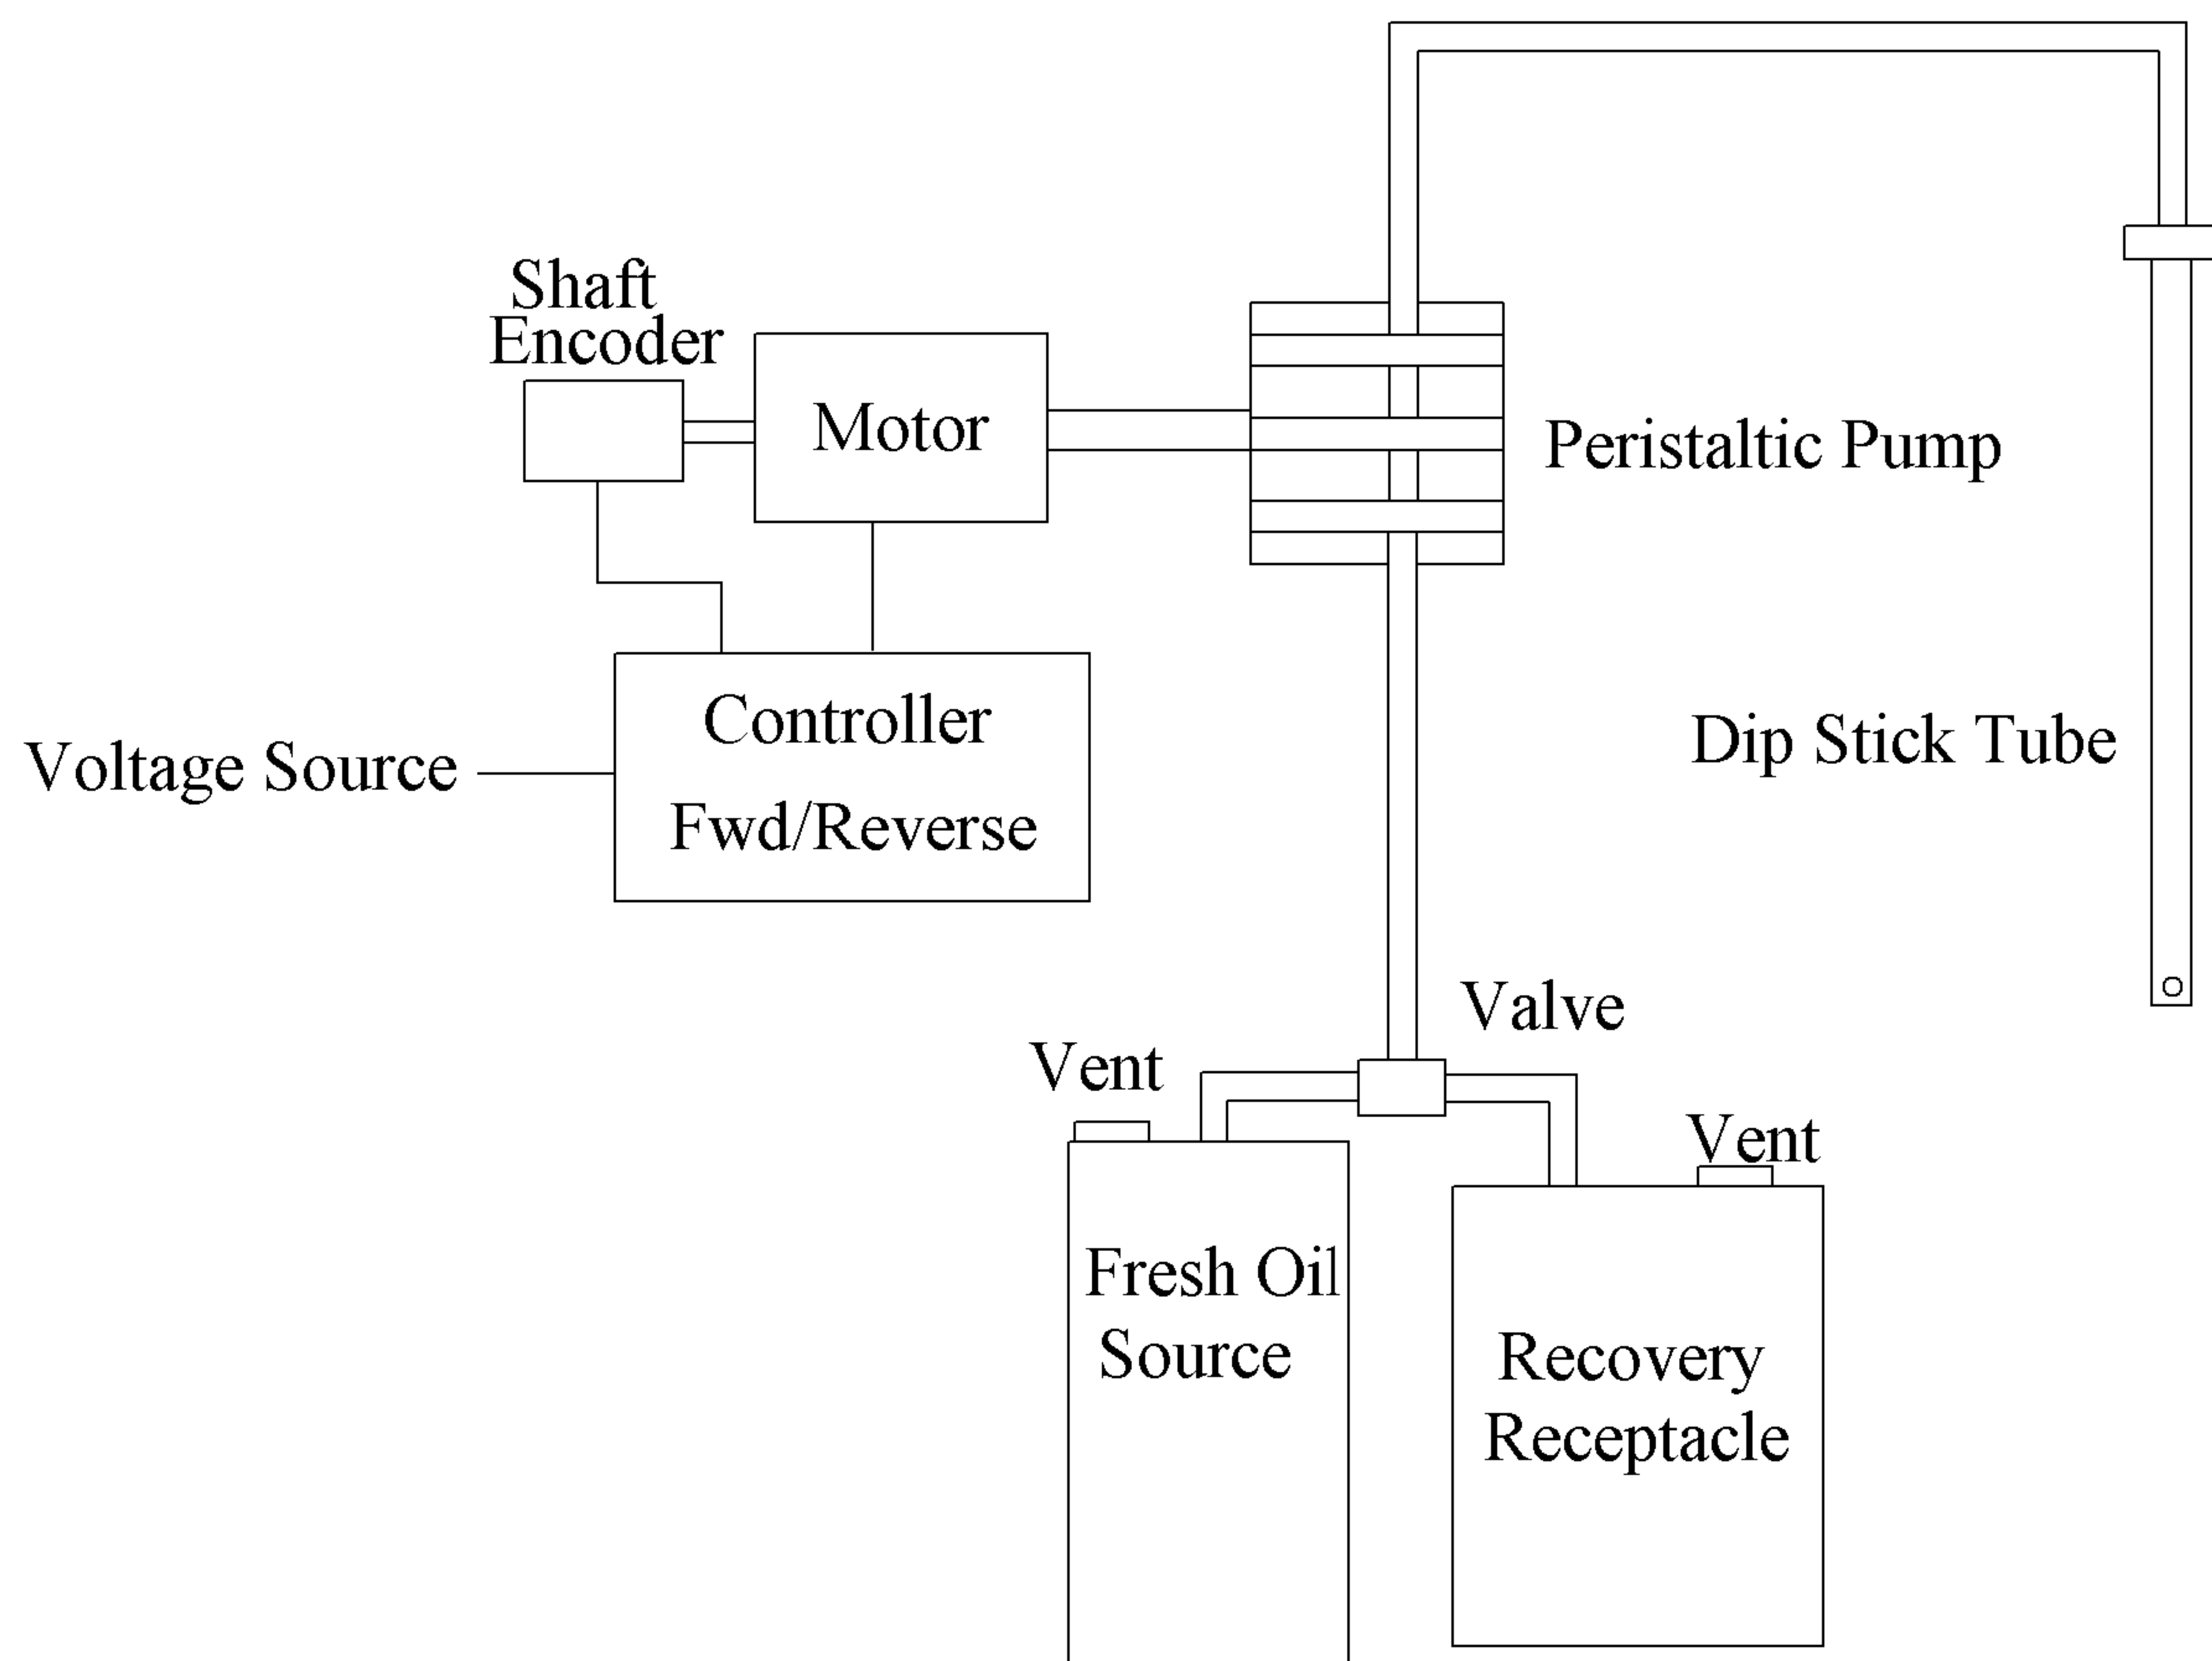 Shaft
Encoder
Motor
Peristaltic Pump
Controller
Fwd/Reverse
Voltage Source
Dip Stick Tube
Valve
Vent
Vent
Fresh Oil
Source
Recovery
Receptacle